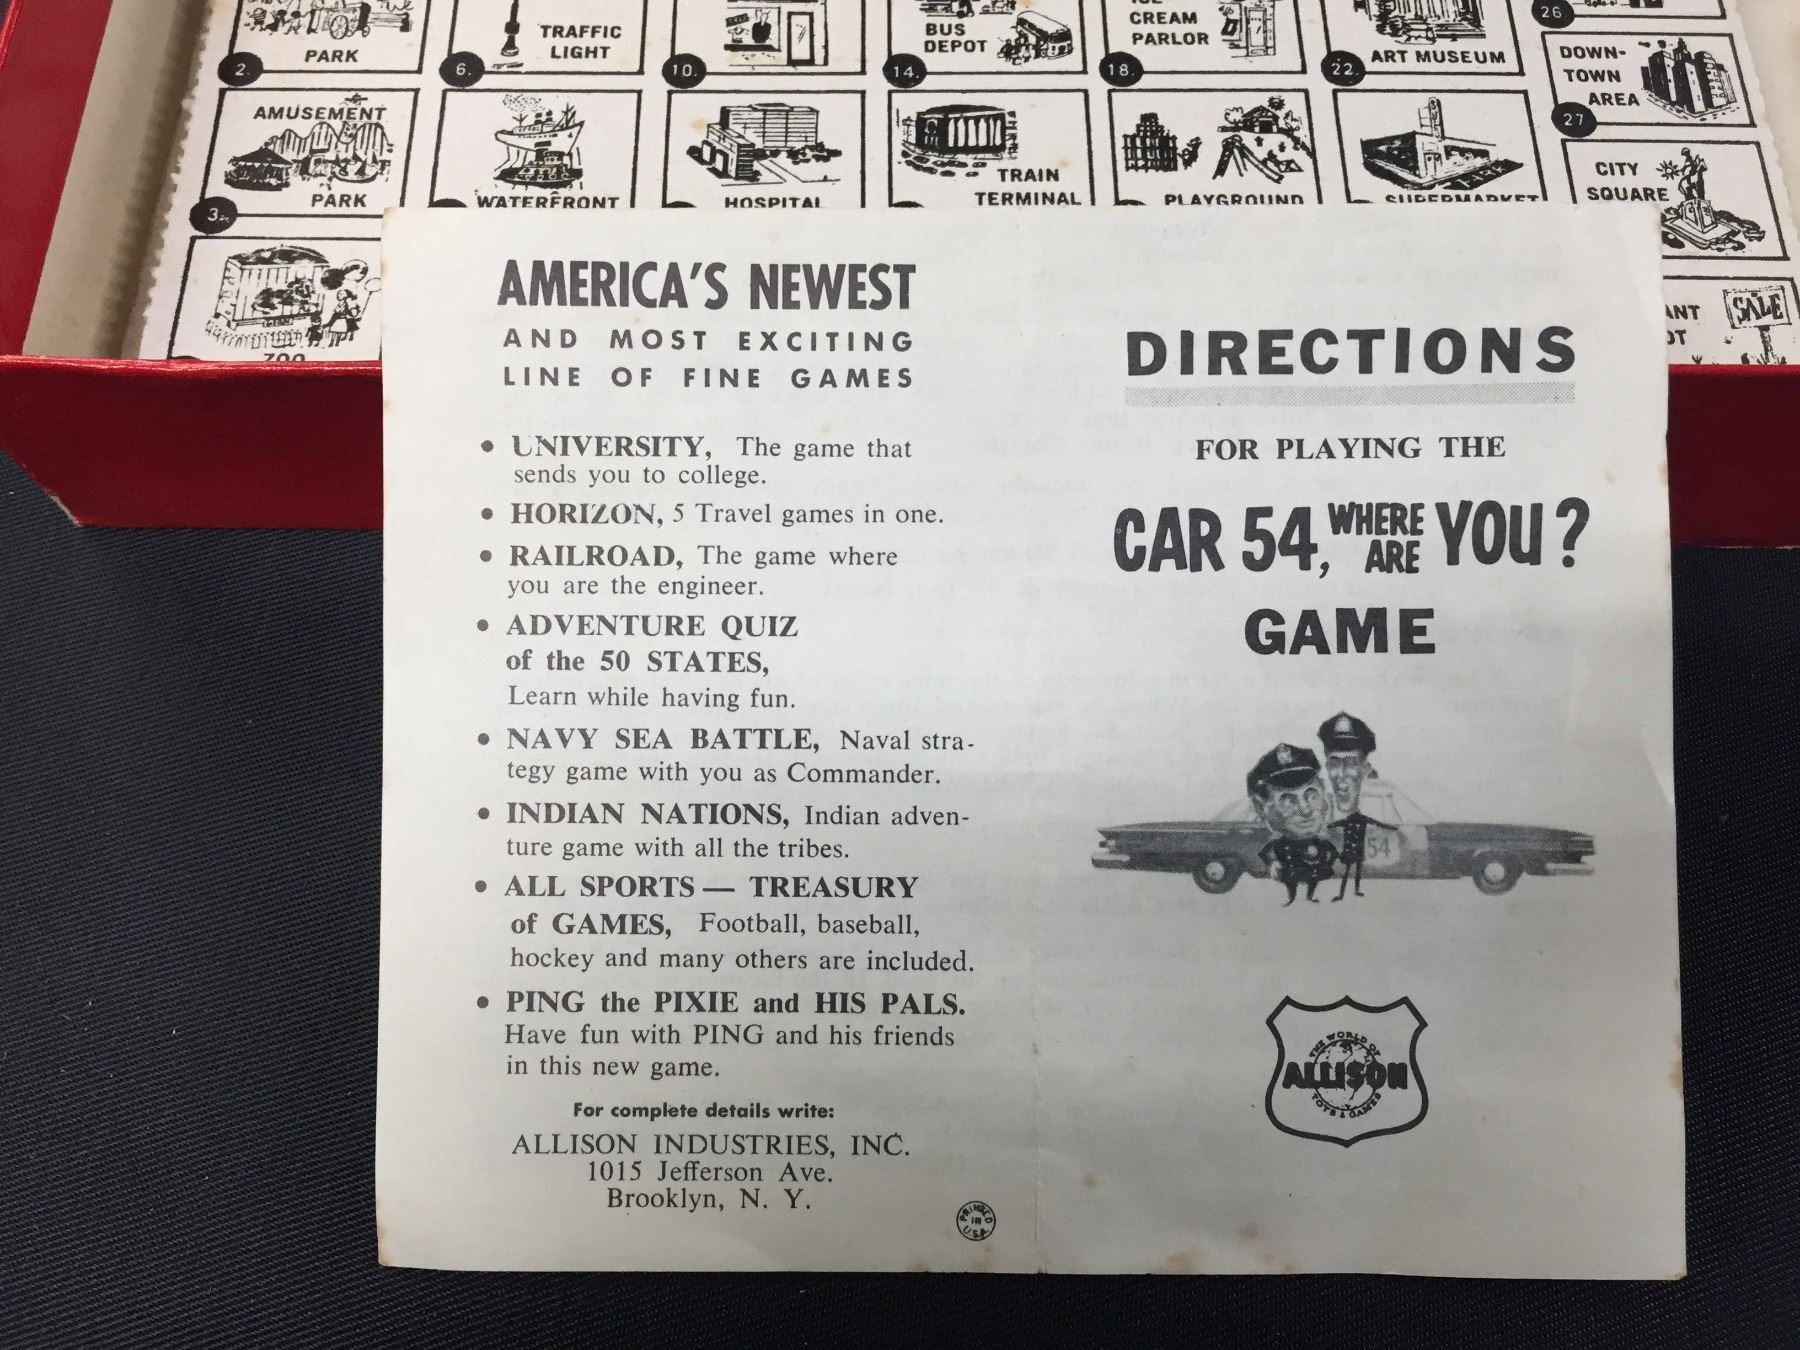 PARK
TRAFFIC
LIGHT
BUS
DEPOT
CREAM
PARLOR
ART MUSEUM
26
DOWN-
TOWN
AREA
2.
6.
10.
14.
18.
22.
27
AMUSEMENT
PARK
WATERFRONT
HOSPITAL
TRAIN
TERMINAL
PLAYGROUND
SUPERMARKET
CITY
SQUARE
3.
ZOO
SALE
AMERICA'S NEWEST
AND MOST EXCITING
LINE OF FINE GAMES
• UNIVERSITY, The game that
sends you to college.
• HORIZON, 5 Travel games in one.
• RAILROAD, The game where
you are the engineer.
• ADVENTURE QUIZ
of the 50 STATES,
Learn while having fun.
• NAVY SEA BATTLE, Naval stra-
tegy game with you as Commander.
• INDIAN NATIONS, Indian adven-
ture game with all the tribes.
• ALL SPORTS — TREASURY
of GAMES, Football, baseball,
hockey and many others are included.
• PING the PIXIE and HIS PALS.
Have fun with PING and his friends
in this new game.
For complete details write:
ALLISON INDUSTRIES, INC.
1015 Jefferson Ave.
Brooklyn, N. Y.
PRINTED
IN
U.S.A.
DIRECTIONS
FOR PLAYING THE
CAR 54, WHERE ARE YOU?
GAME
54
THE WORLD OF
ALLISON
TOYS & GAMES